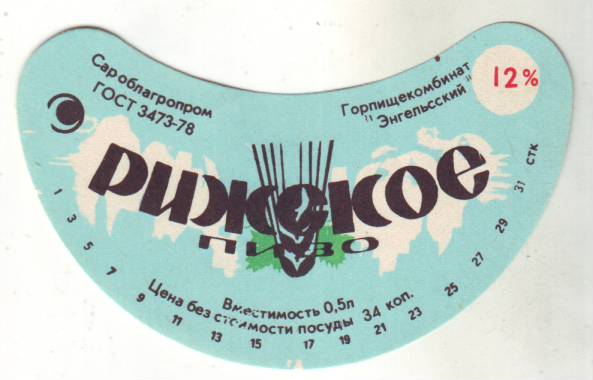 Сароблагропром
ГОСТ 3473-78
Горпищекомбинат
"Энгельсский"
12%
РИЖСКОЕ
ПИВО
Вместимость 0,5л
Цена без стоимости посуды 34 коп.
1 3 5 7 9 11 13 15 17 19 21 23 25 27 29 31 СТК